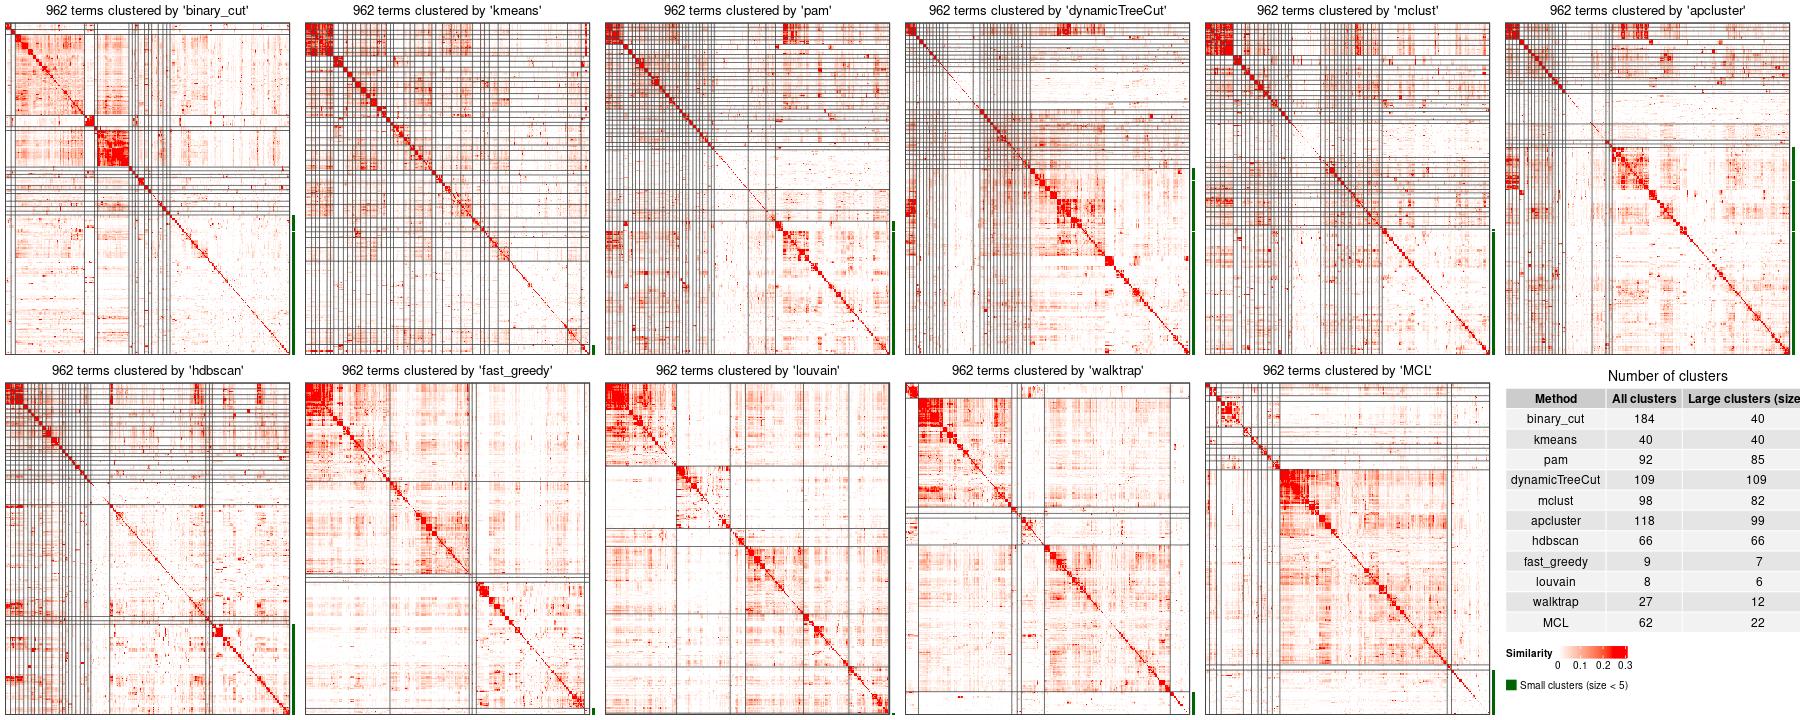 962 terms clustered by 'binary_cut'
962 terms clustered by 'kmeans'
962 terms clustered by 'pam'
962 terms clustered by 'dynamicTreeCut'
962 terms clustered by 'mclust'
962 terms clustered by 'apcluster'
962 terms clustered by 'hdbscan'
962 terms clustered by 'fast_greedy'
962 terms clustered by 'louvain'
962 terms clustered by 'walktrap'
962 terms clustered by 'MCL'
Number of clusters
Method All clusters Large clusters (size
binary_cut 184 40
kmeans 40 40
pam 92 85
dynamicTreeCut 109 109
mclust 98 82
apcluster 118 99
hdbscan 66 66
fast_greedy 9 7
louvain 8 6
walktrap 27 12
MCL 62 22
Similarity
0 0.1 0.2 0.3
Small clusters (size < 5)